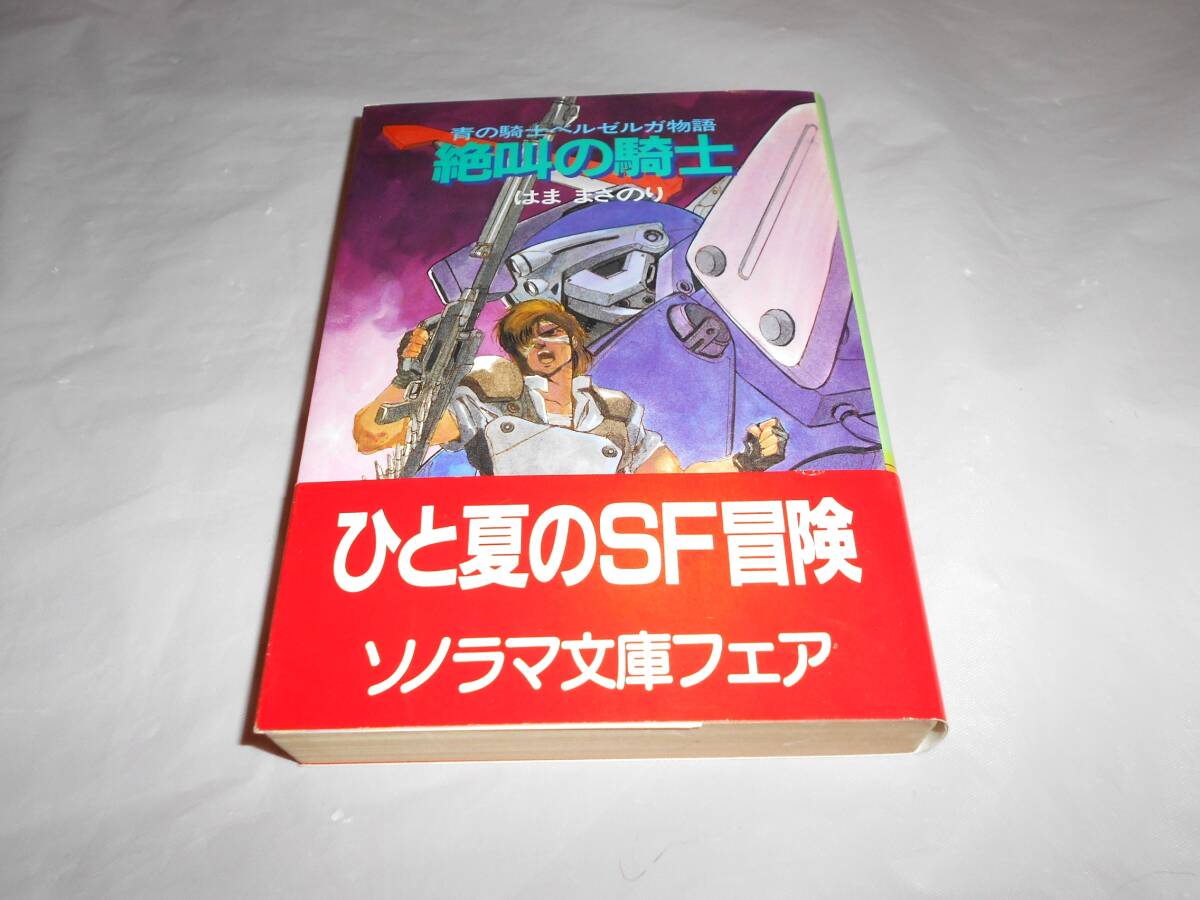 青の騎士ベルゼルガ物語
絶叫の騎士
はま まさのり
ひと夏のSF冒険
ソノラマ文庫フェア